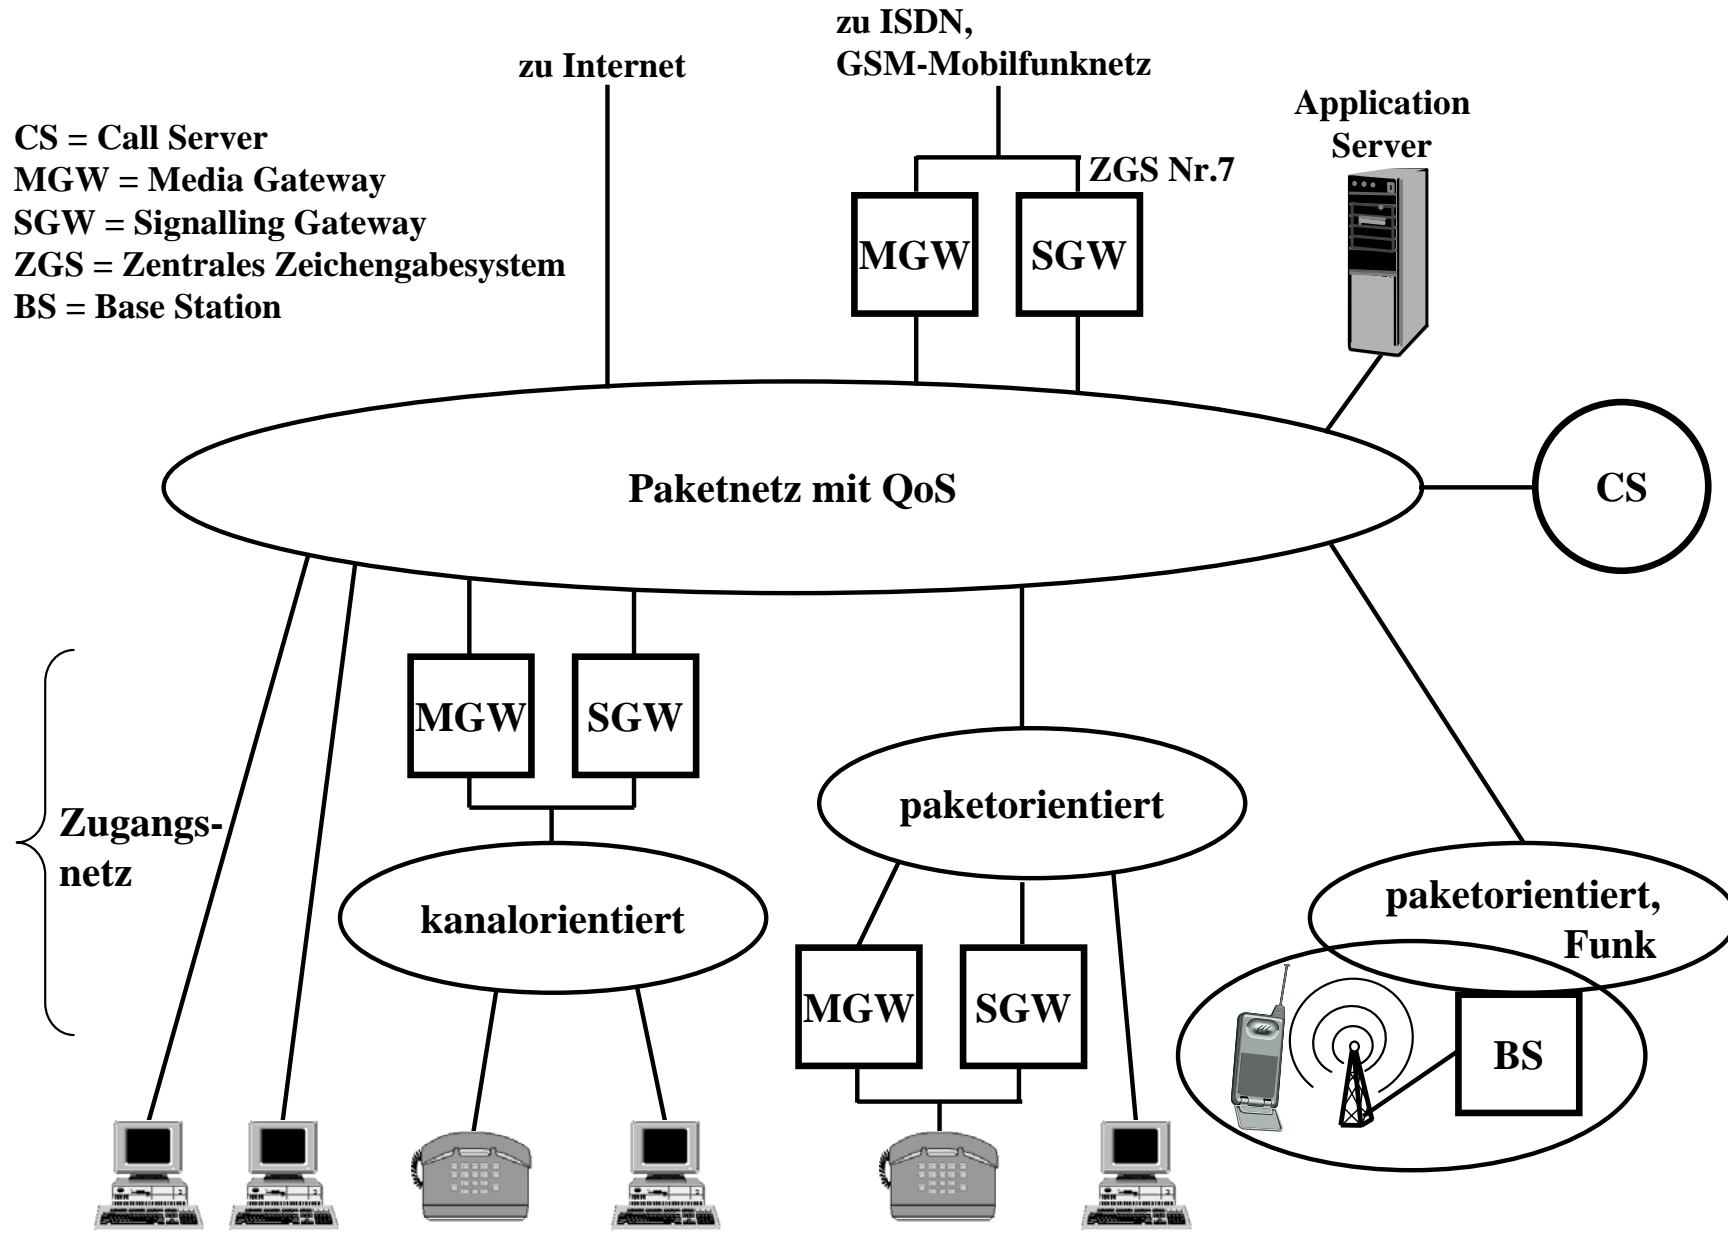 zu Internet
zu ISDN,
GSM-Mobilfunknetz
Application
Server
CS = Call Server
MGW = Media Gateway
SGW = Signalling Gateway
ZGS = Zentrales Zeichengabesystem
BS = Base Station
ZGS Nr.7
MGW
SGW
Paketnetz mit QoS
CS
MGW
SGW
Zugangs-
netz
paketorientiert
kanalorientiert
paketorientiert,
Funk
MGW
SGW
BS